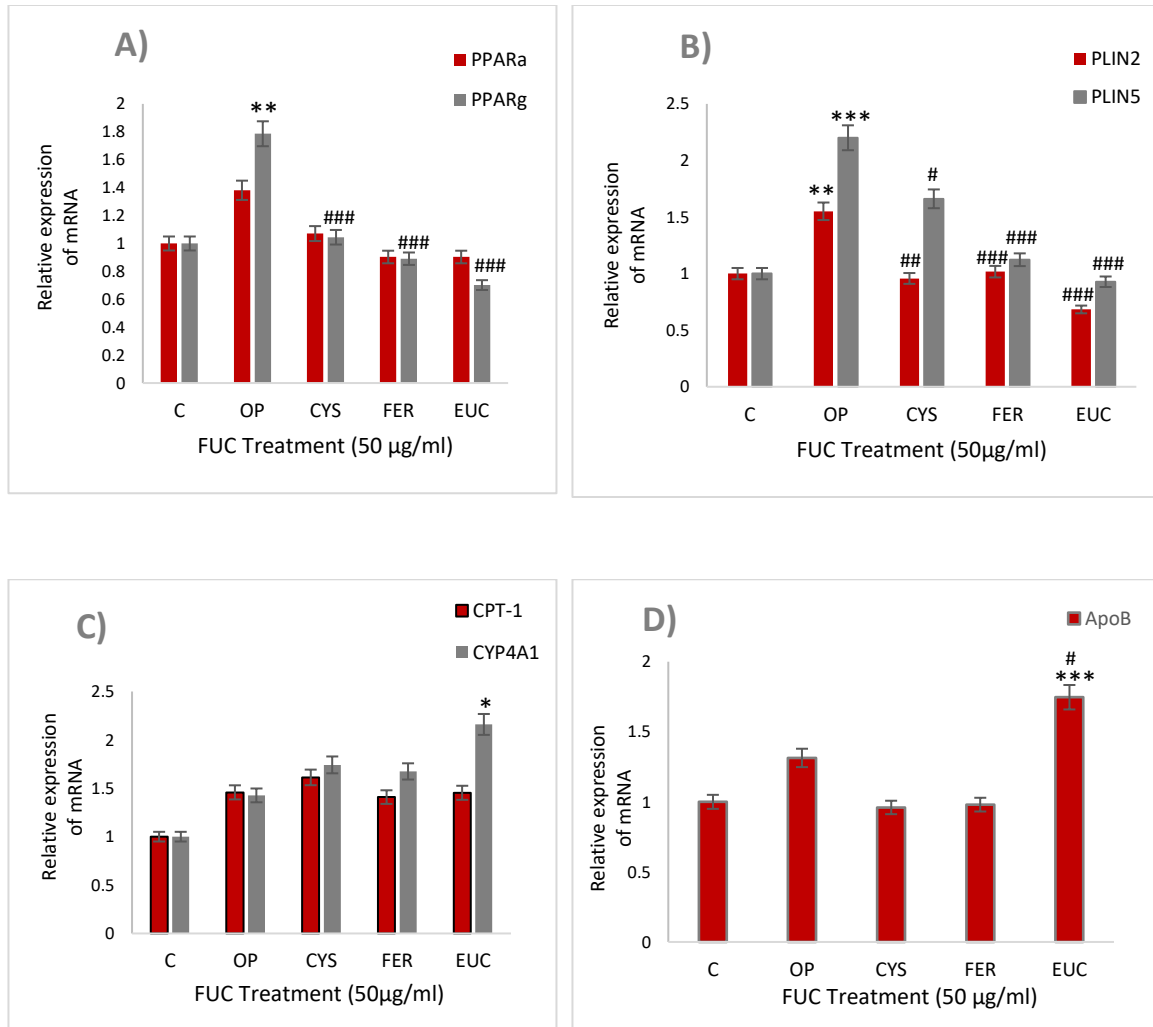 A)
PPARa
PPARg
Relative expression
of mRNA
2
1.8
1.6
1.4
1.2
1
0.8
0.6
0.4
0.2
0
**
###
###
###
C OP CYS FER EUC
FUC Treatment (50 µg/ml)
B)
PLIN2
PLIN5
Relative expression
of mRNA
2.5
2
1.5
1
0.5
0
**
***
##
#
###
###
###
###
C OP CYS FER EUC
FUC Treatment (50µg/ml)
C)
CPT-1
CYP4A1
Relative expression
of mRNA
2.5
2
1.5
1
0.5
0
*
C OP CYS FER EUC
FUC Treatment (50µg/ml)
D)
ApoB
Relative expression
of mRNA
2
1.5
1
0.5
0
#
***
C OP CYS FER EUC
FUC Treatment (50 µg/ml)